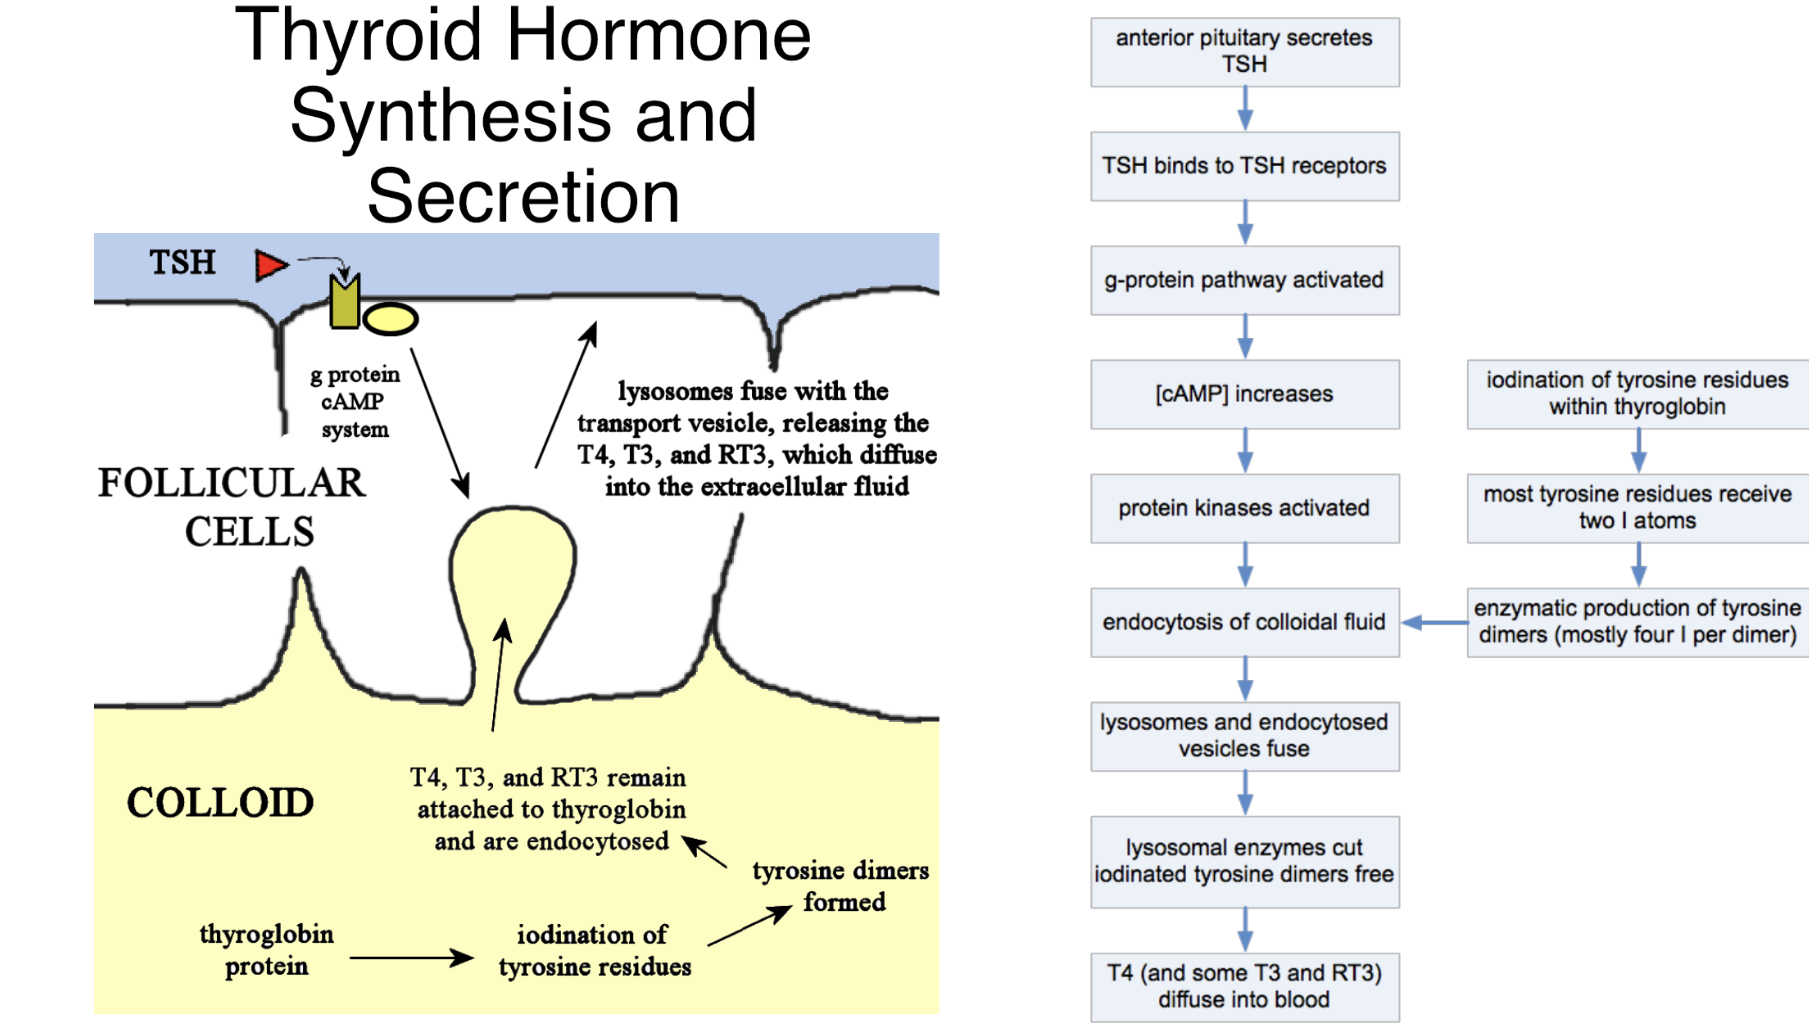 Thyroid Hormone
Synthesis and
Secretion
TSH
g protein
cAMP
system
lysosomes fuse with the
transport vesicle, releasing the
T4, T3, and RT3, which diffuse
into the extracellular fluid
FOLLICULAR
CELLS
COLLOID
T4, T3, and RT3 remain
attached to thyroglobin
and are endocytosed
tyrosine dimers
formed
thyroglobin
protein
iodination of
tyrosine residues
anterior pituitary secretes
TSH
TSH binds to TSH receptors
g-protein pathway activated
[cAMP] increases
protein kinases activated
endocytosis of colloidal fluid
lysosomes and endocytosed
vesicles fuse
lysosomal enzymes cut
iodinated tyrosine dimers free
T4 (and some T3 and RT3)
diffuse into blood
iodination of tyrosine residues
within thyroglobin
most tyrosine residues receive
two I atoms
enzymatic production of tyrosine
dimers (mostly four I per dimer)